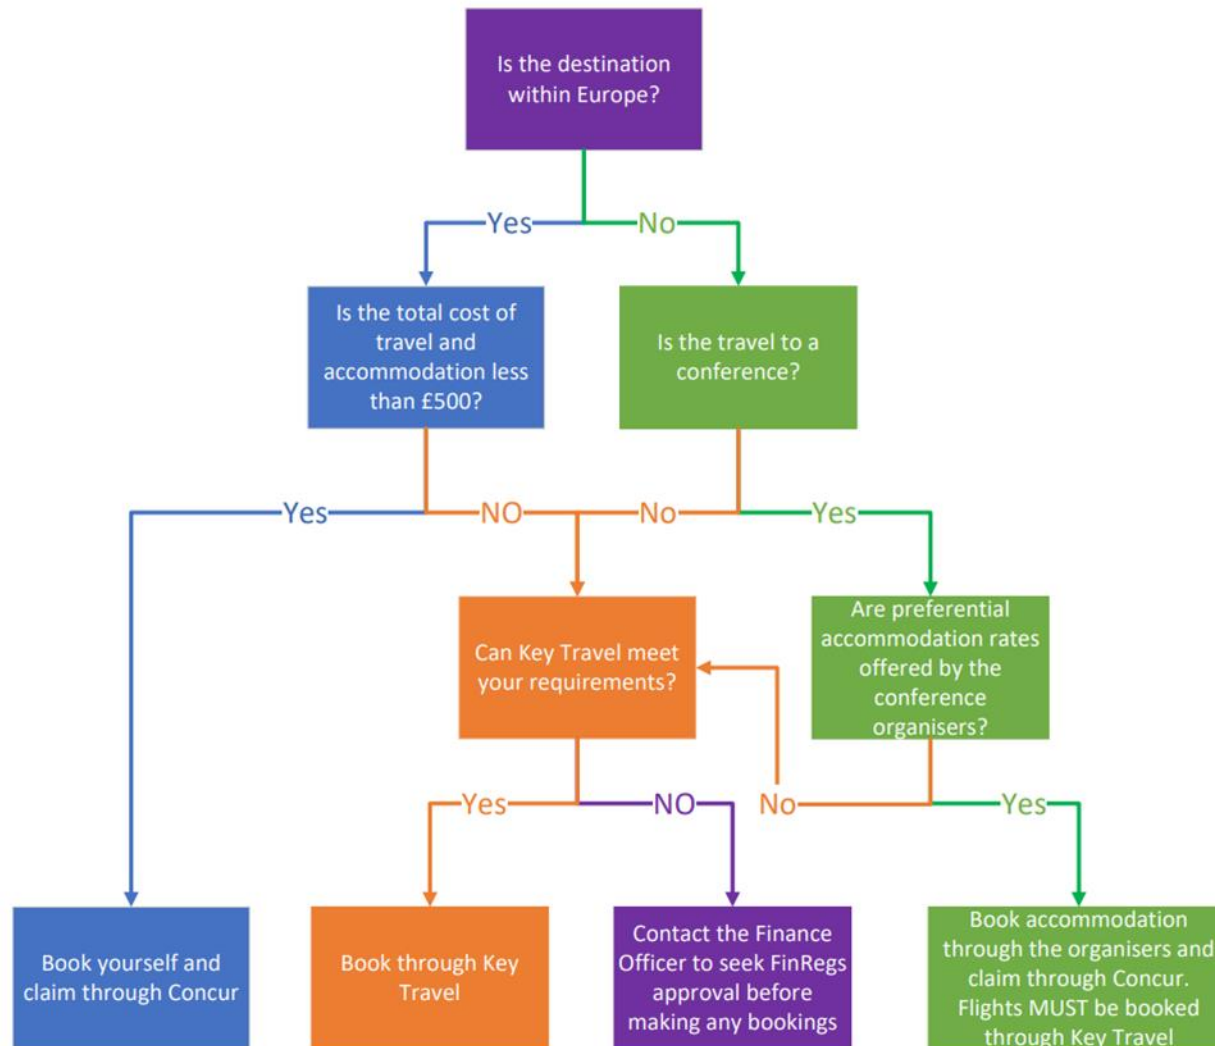 Is the destination
within Europe?
Yes
No
Is the total cost of
travel and
accommodation less
than £500?
Is the travel to a
conference?
Yes
NO
No
Yes
Can Key Travel meet
your requirements?
Are preferential
accommodation rates
offered by the
conference
organisers?
Yes
NO
No
Yes
Book yourself and
claim through Concur
Book through Key
Travel
Contact the Finance
Officer to seek FinRegs
approval before
making any bookings
Book accommodation
through the organisers and
claim through Concur.
Flights MUST be booked
through Key Travel